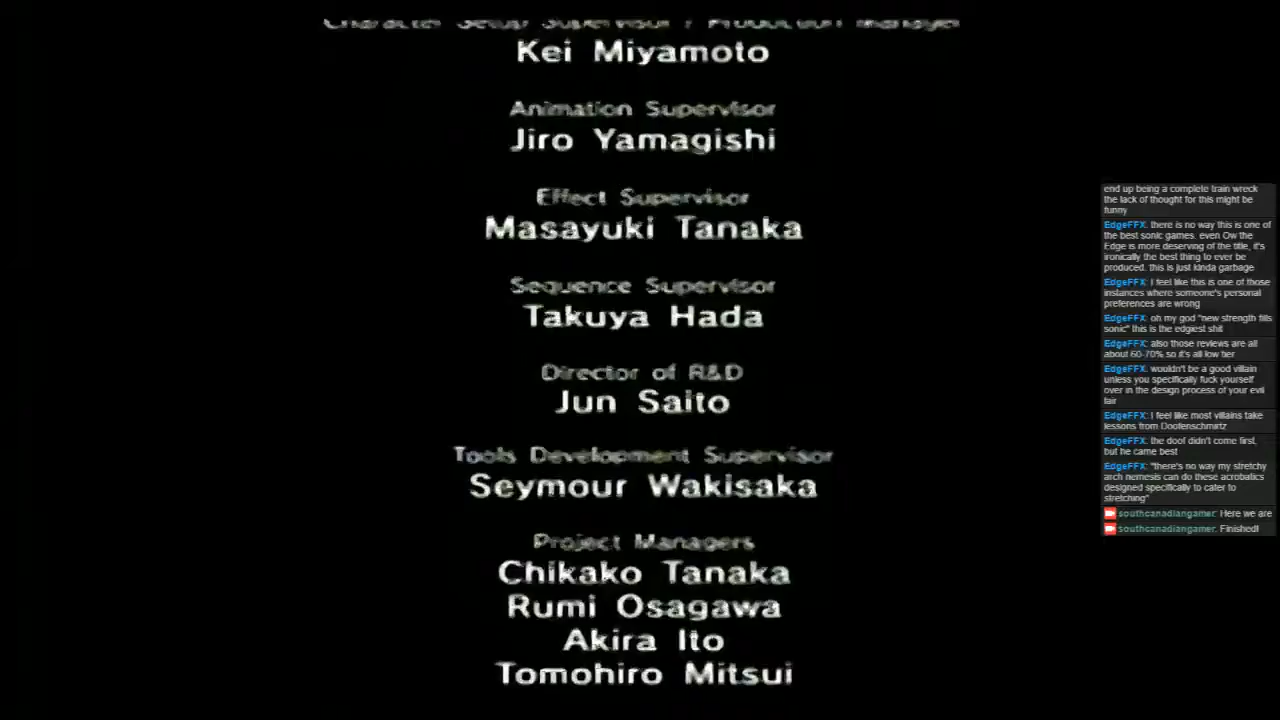 Character Setup Supervisor / Production Manager
Kei Miyamoto
Animation Supervisor
Jiro Yamagishi
Effect Supervisor
Masayuki Tanaka
Sequence Supervisor
Takuya Hada
Director of R&D
Jun Saito
Tools Development Supervisor
Seymour Wakisaka
Project Managers
Chikako Tanaka
Rumi Osagawa
Akira Ito
Tomohiro Mitsui
end up being a complete train wreck
the lack of thought for this might be
funny
EdgeFFX: there is no way this is one of
the best sonic games. even Ow the
Edge is more deserving of the title, it's
ironically the best thing to ever be
produced. this is just kinda garbage
EdgeFFX: I feel like this is one of those
instances where someone's personal
preferences are wrong
EdgeFFX: oh my god "new strength fills
sonic" this is the edgiest shit
EdgeFFX: also those reviews are all
about 60-70% so it's all low tier
EdgeFFX: wouldn't be a good villain
unless you specifically fuck yourself
over in the design process of your evil
fair
EdgeFFX: I feel like most villains take
lessons from Doofenschmirtz
EdgeFFX: the doof didn't come first,
but he came best
EdgeFFX: "there's no way my stretchy
arch nemesis can do these acrobatics
designed specifically to cater to
stretching"
southcanadiangamer: Here we are
southcanadiangamer: Finished!